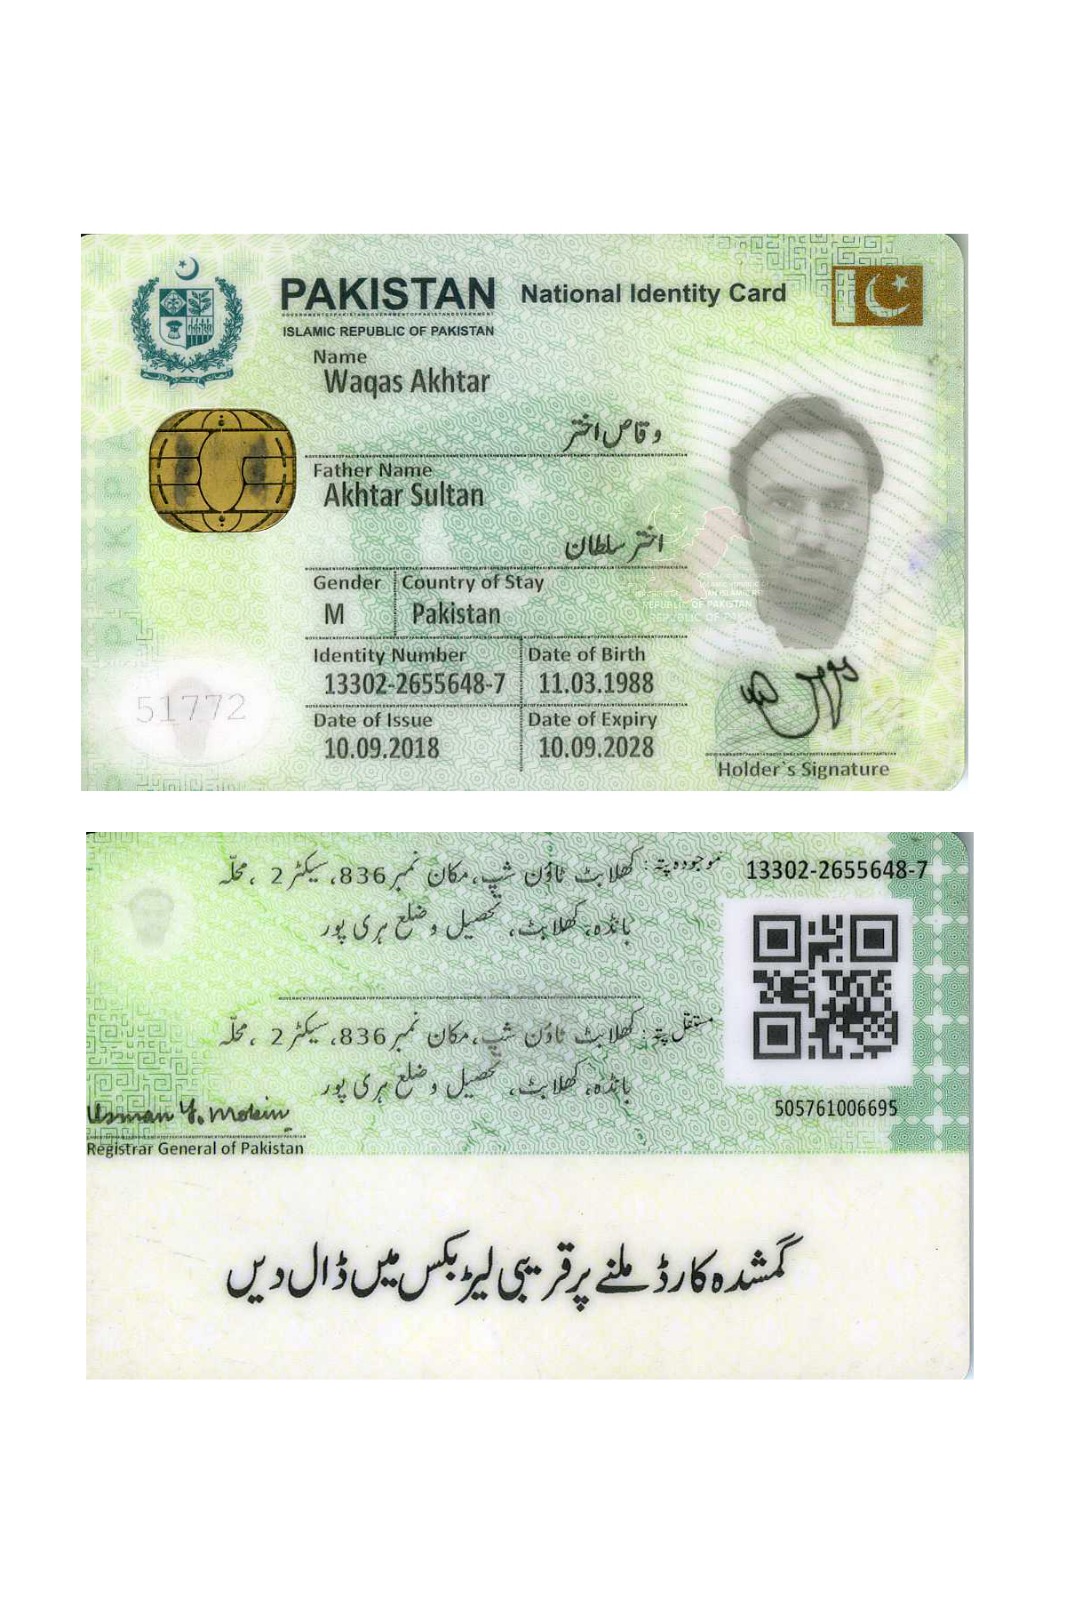 PAKISTAN National Identity Card
ISLAMIC REPUBLIC OF PAKISTAN
Name
Waqas Akhtar
وقاص اختر
Father Name
Akhtar Sultan
اختر سلطان
Gender Country of Stay
M Pakistan
Identity Number Date of Birth
13302-2655648-7 11.03.1988
Date of Issue Date of Expiry
10.09.2018 10.09.2028
51772
Holder`s Signature
13302-2655648-7
موجودہ پتہ: کھلابٹ ٹاؤن شپ، مکان نمبر 836، سیکٹر 2 ، محلّہ
بانڈہ، کھلابٹ، تحصیل و ضلع ہری پور
مستقل پتہ: کھلابٹ ٹاؤن شپ، مکان نمبر 836، سیکٹر 2 ، محلّہ
بانڈہ، کھلابٹ، تحصیل و ضلع ہری پور
505761006695
Usman Y. Mobin
Registrar General of Pakistan
گمشدہ کارڈ ملنے پر قریبی لیٹر بکس میں ڈال دیں